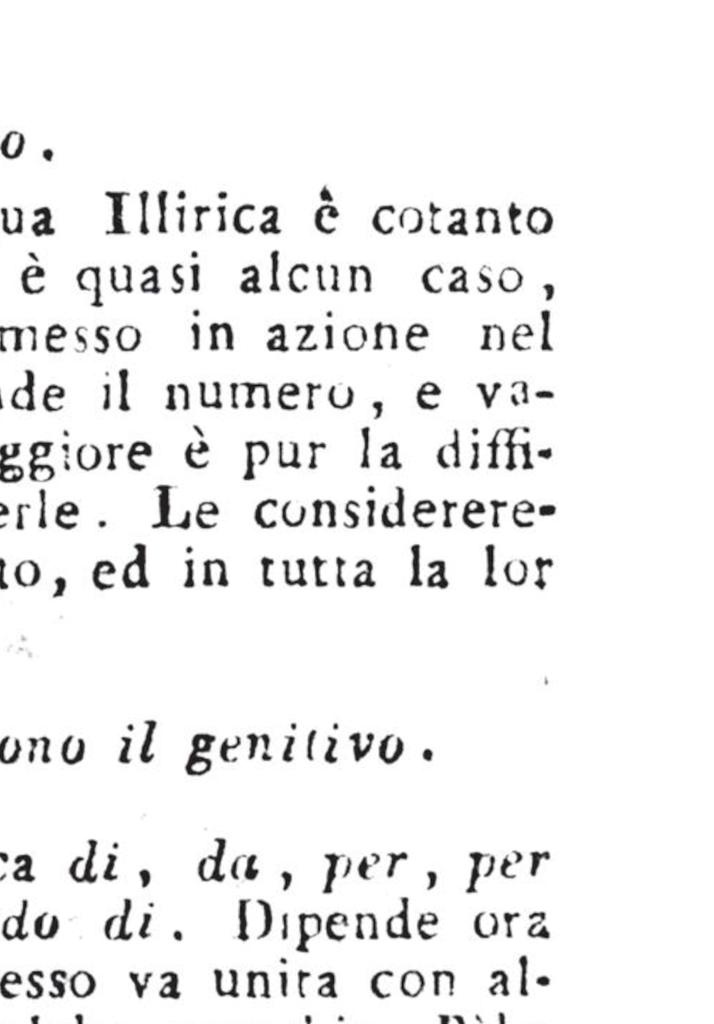 o.
ua Illirica è cotanto
è quasi alcun caso,
messo in azione nel
de il numero, e va-
ggiore è pur la diffi-
erle. Le considerere-
to, ed in tutta la lor
ono il genitivo.
ca di, da, per, per
do di. Dipende ora
esso va unita con al-